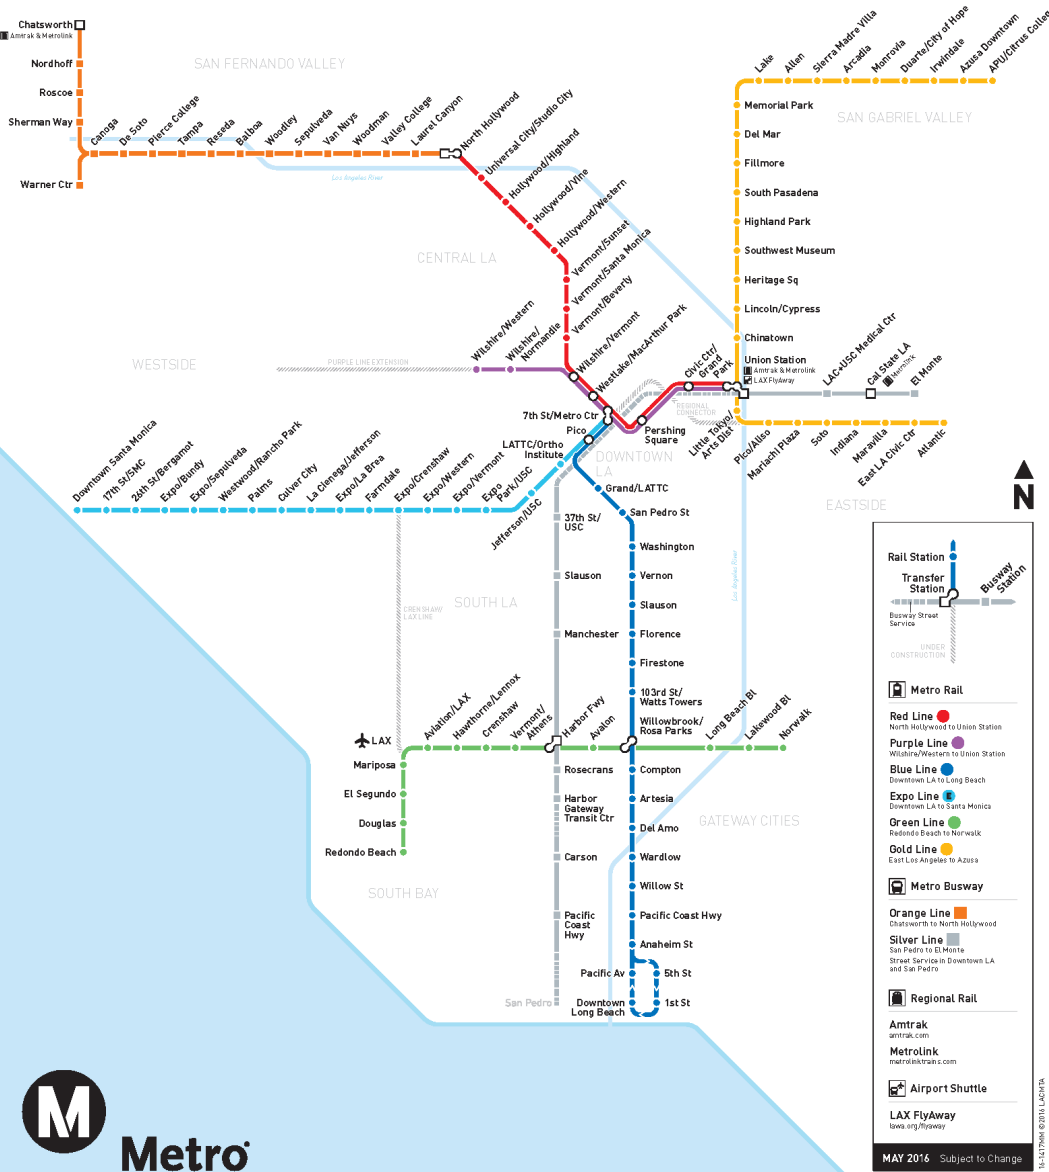 Chatsworth
Amtrak & Metrolink
Nordhoff
Roscoe
Sherman Way
Warner Ctr
Canoga
De Soto
Pierce College
Tampa
Reseda
Balboa
Woodley
Sepulveda
Van Nuys
Woodman
Valley College
Laurel Canyon
North Hollywood
Universal City/Studio City
Hollywood/Highland
Hollywood/Vine
Hollywood/Western
Vermont/Sunset
Vermont/Santa Monica
Vermont/Beverly
SAN FERNANDO VALLEY
Los Angeles River
CENTRAL LA
WESTSIDE
PURPLE LINE EXTENSION
Wilshire/Western
Wilshire/
Normandie
Wilshire/Vermont
Westlake/MacArthur Park
7th St/Metro Ctr
Pico
LATTC/Ortho
Institute
Pershing
Square
Civic Ctr/
Grand
Park
REGIONAL
CONNECTOR
DOWNTOWN
LA
Lake
Allen
Sierra Madre Villa
Arcadia
Monrovia
Duarte/City of Hope
Irwindale
Azusa Downtown
APU/Citrus College
SAN GABRIEL VALLEY
Memorial Park
Del Mar
Fillmore
South Pasadena
Highland Park
Southwest Museum
Heritage Sq
Lincoln/Cypress
Chinatown
Union Station
Amtrak & Metrolink
LAX FlyAway
LAC+USC Medical Ctr
Cal State LA
Metrolink
El Monte
Little Tokyo/
Arts Dist
Pico/Aliso
Mariachi Plaza
Soto
Indiana
Maravilla
East LA Civic Ctr
Atlantic
EASTSIDE
Los Angeles River
Downtown Santa Monica
17th St/SMC
26th St/Bergamot
Expo/Bundy
Expo/Sepulveda
Westwood/Rancho Park
Palms
Culver City
La Cienega/Jefferson
Expo/La Brea
Farmdale
Expo/Crenshaw
Expo/Western
Expo/Vermont
Expo
Park/USC
Jefferson/USC
CRENSHAW/
LAX LINE
SOUTH LA
37th St/
USC
Slauson
Manchester
Harbor Fwy
Rosecrans
Harbor
Gateway
Transit Ctr
Carson
Pacific
Coast
Hwy
San Pedro
Grand/LATTC
San Pedro St
Washington
Vernon
Slauson
Florence
Firestone
103rd St/
Watts Towers
Willowbrook/
Rosa Parks
Compton
Artesia
Del Amo
Wardlow
Willow St
Pacific Coast Hwy
Anaheim St
Pacific Av
5th St
Downtown
Long Beach
1st St
LAX
Aviation/LAX
Hawthorne/Lennox
Crenshaw
Vermont/
Athens
Avalon
Long Beach Bl
Lakewood Bl
Norwalk
Mariposa
El Segundo
Douglas
Redondo Beach
SOUTH BAY
GATEWAY CITIES
N
Rail Station
Transfer
Station
Busway
Station
Busway Street
Service
UNDER
CONSTRUCTION
Metro Rail
Red Line
North Hollywood to Union Station
Purple Line
Wilshire/Western to Union Station
Blue Line
Downtown LA to Long Beach
Expo Line E
Downtown LA to Santa Monica
Green Line
Redondo Beach to Norwalk
Gold Line
East Los Angeles to Azusa
Metro Busway
Orange Line
Chatsworth to North Hollywood
Silver Line
San Pedro to El Monte
Street Service in Downtown LA
and San Pedro
Regional Rail
Amtrak
amtrak.com
Metrolink
metrolinktrains.com
Airport Shuttle
LAX FlyAway
lawa.org/flyaway
MAY 2016 Subject to Change
16-1417MM ©2016 LACMTA
M
Metro